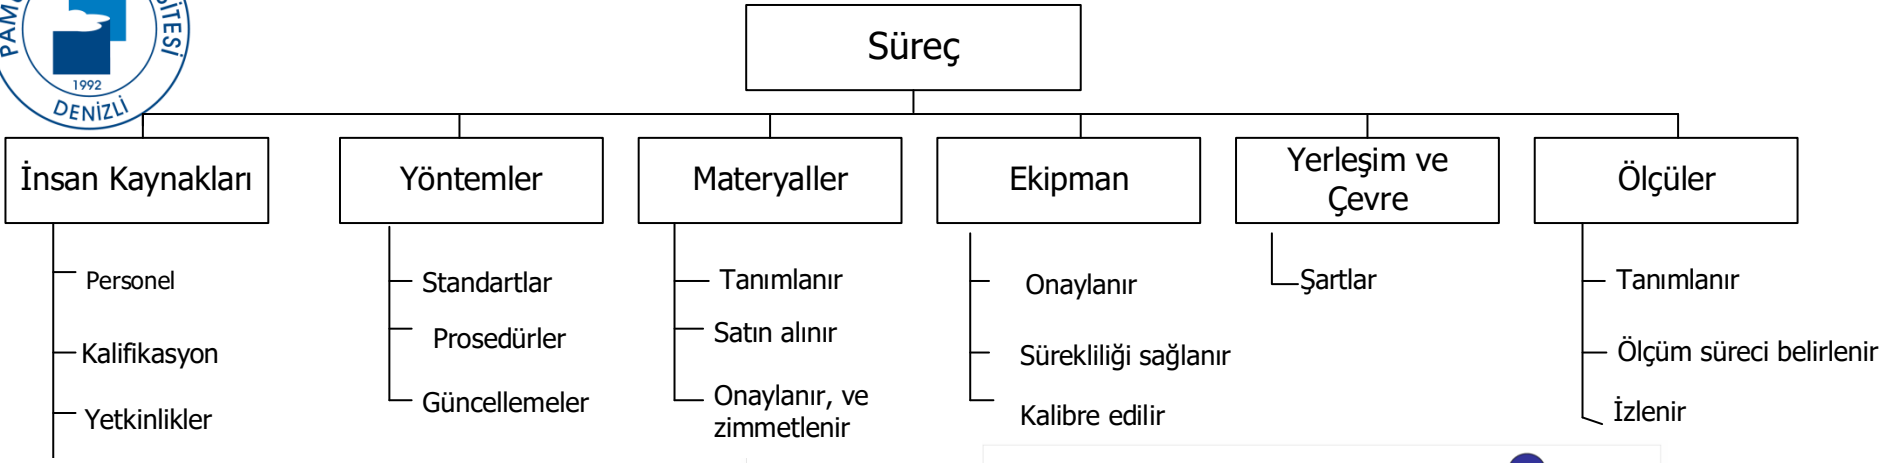 1992
DENİZLİ
Süreç
İnsan Kaynakları
Yöntemler
Materyaller
Ekipman
Yerleşim ve
Çevre
Ölçüler
Personel
Kalifikasyon
Yetkinlikler
Standartlar
Prosedürler
Güncellemeler
Tanımlanır
Satın alınır
Onaylanır, ve
zimmetlenir
Onaylanır
Sürekliliği sağlanır
Kalibre edilir
Şartlar
Tanımlanır
Ölçüm süreci belirlenir
İzlenir